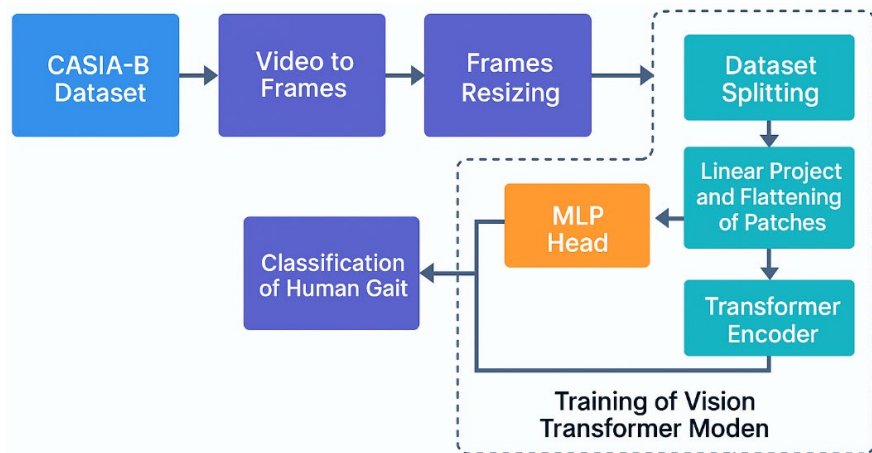 CASIA-B
Dataset
Video to
Frames
Frames
Resizing
Dataset
Splitting
Linear Project
and Flattening
of Patches
MLP
Head
Classification
of Human Gait
Transformer
Encoder
Training of Vision
Transformer Moden